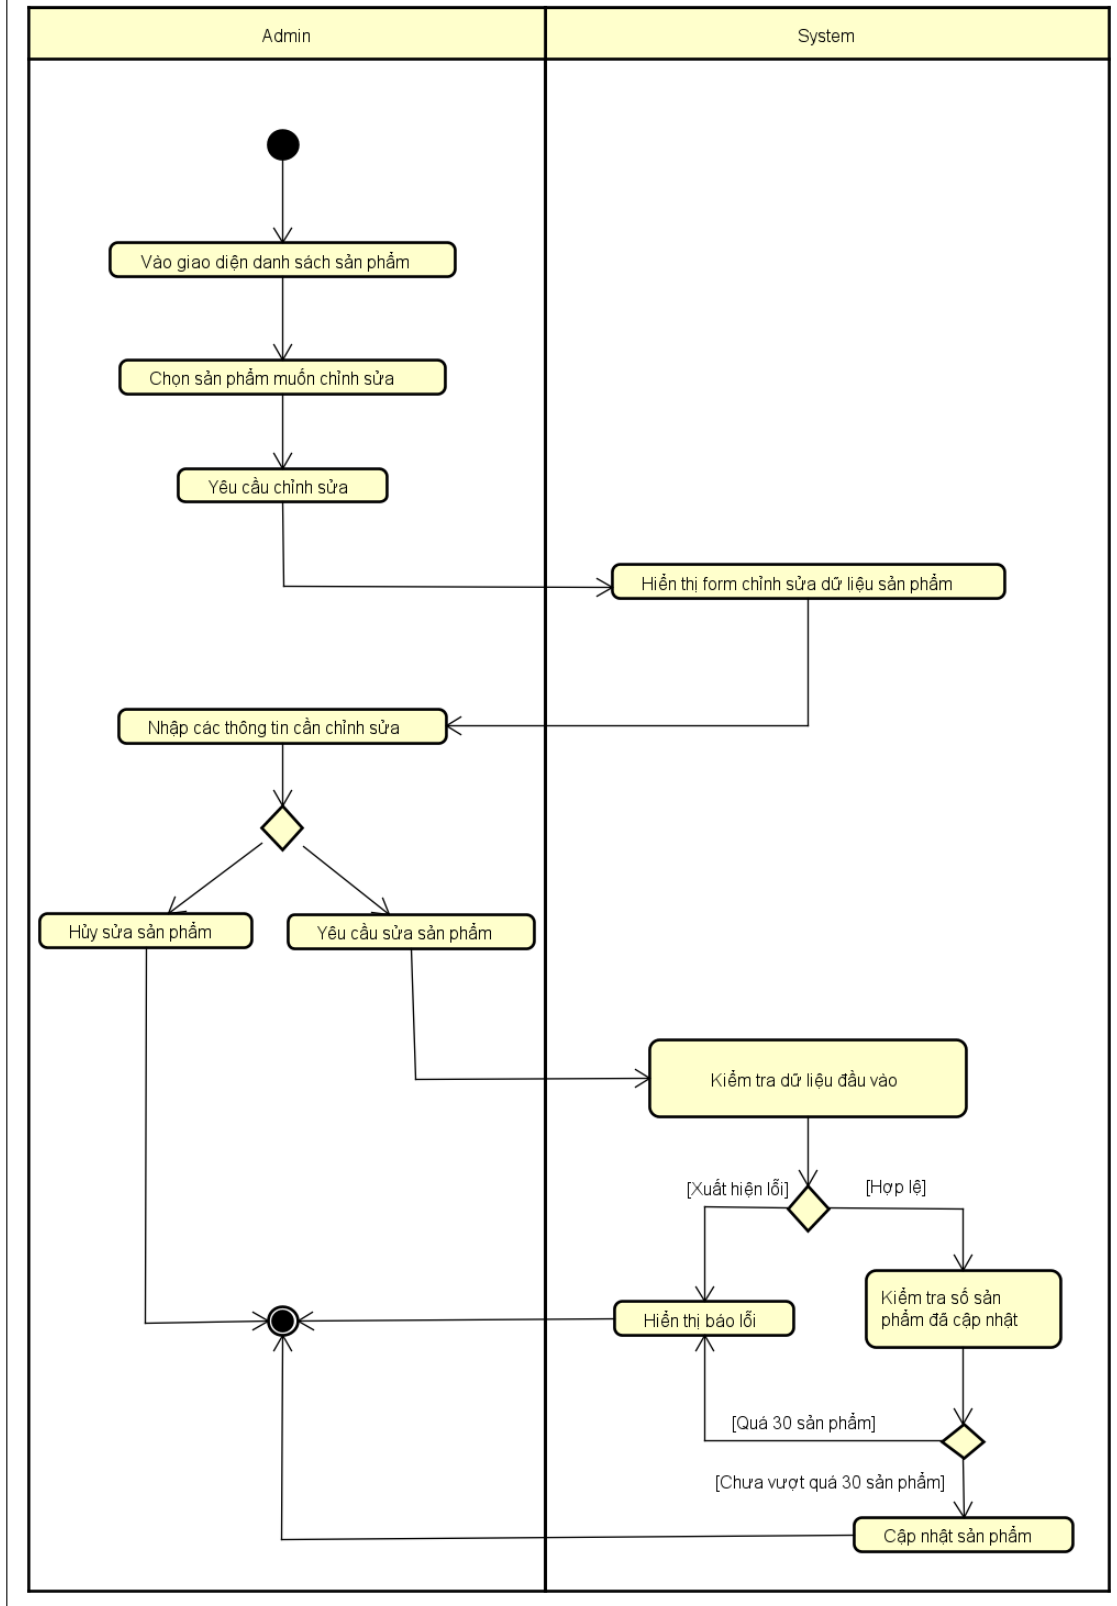 Admin
System
Vào giao diện danh sách sản phẩm
Chọn sản phẩm muốn chỉnh sửa
Yêu cầu chỉnh sửa
Hiển thị form chỉnh sửa dữ liệu sản phẩm
Nhập các thông tin cần chỉnh sửa
Hủy sửa sản phẩm
Yêu cầu sửa sản phẩm
Kiểm tra dữ liệu đầu vào
[Xuất hiện lỗi]
[Hợp lệ]
Kiểm tra số sản
phẩm đã cập nhật
Hiển thị báo lỗi
[Quá 30 sản phẩm]
[Chưa vượt quá 30 sản phẩm]
Cập nhật sản phẩm